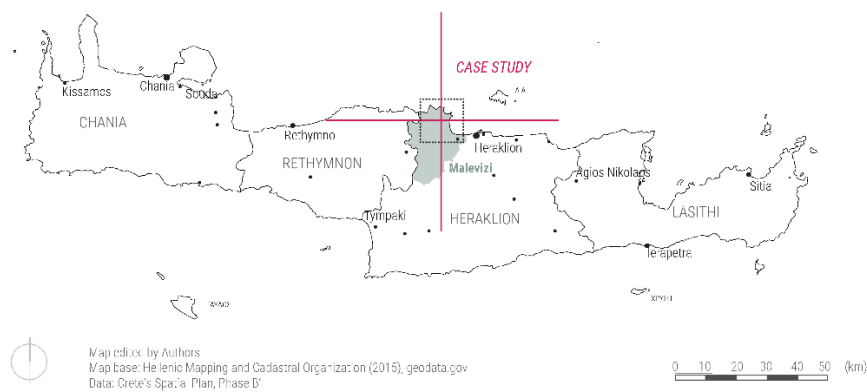 CASE STUDY
Kissamos
Chania
Souda
CHANIA
Rethymno
Heraklion
RETHYMNON
Malevizi
Agios Nikolaos
Sitia
Tympaki
HERAKLION
LASITHI
Ierapetra
Map edited by Authors
Map base: Hellenic Mapping and Cadastral Organization (2015), geodata.gov
Data: Crete's Spatial Plan, Phase B'
0 10 20 30 40 50 (km)